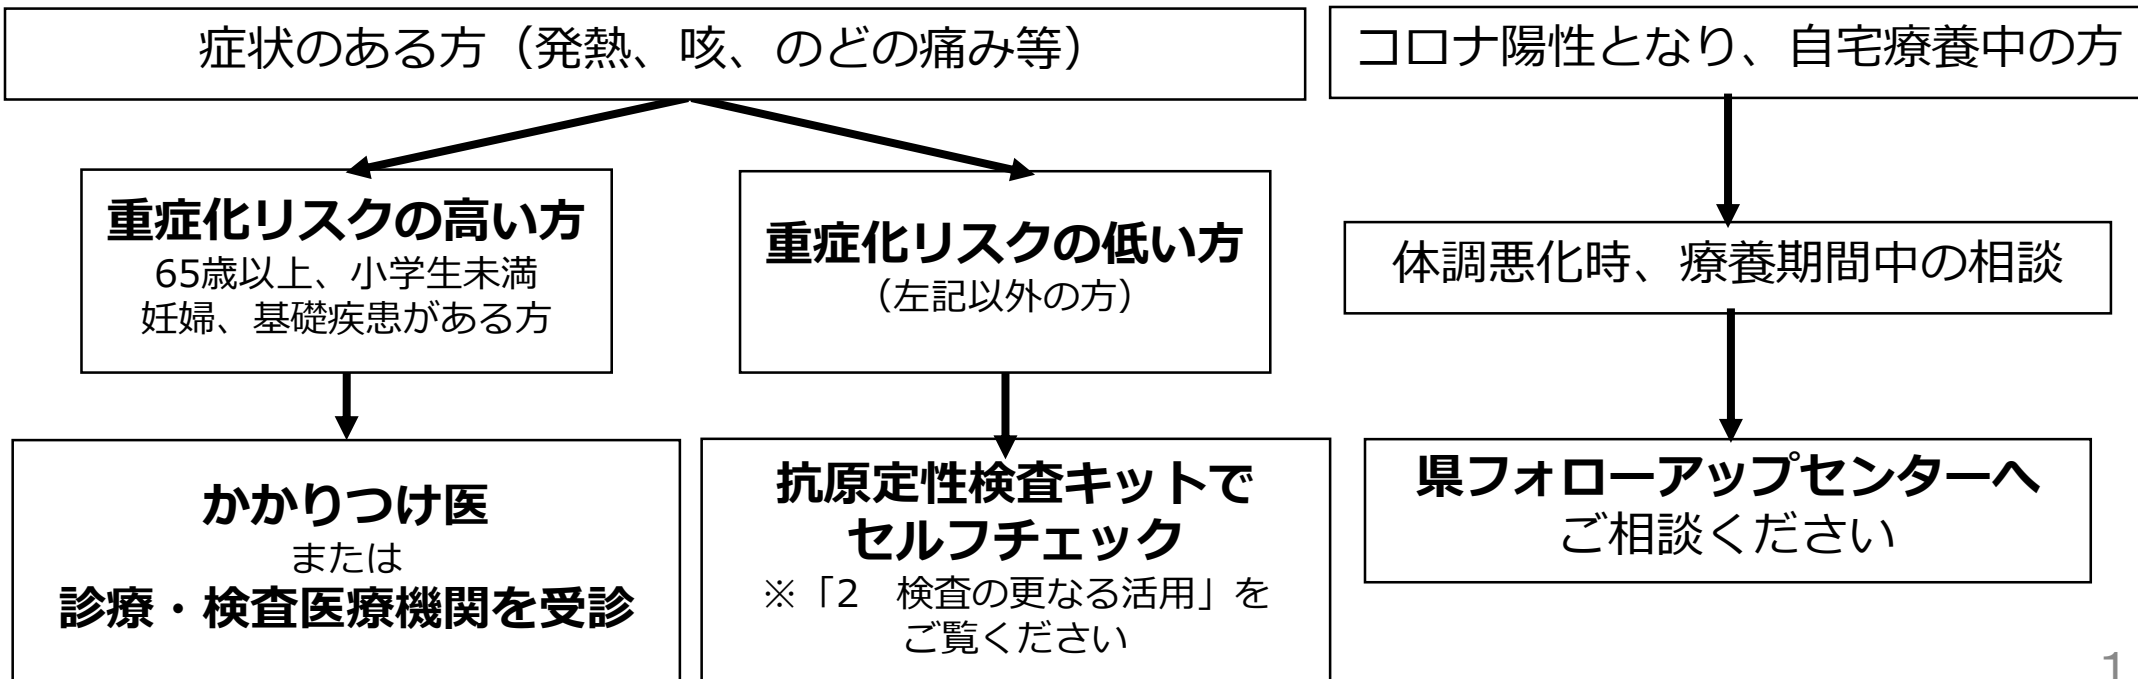 症状のある方（発熱、咳、のどの痛み等）
コロナ陽性となり、自宅療養中の方
重症化リスクの高い方
65歳以上、小学生未満
妊婦、基礎疾患がある方
重症化リスクの低い方
（左記以外の方）
体調悪化時、療養期間中の相談
かかりつけ医
または
診療・検査医療機関を受診
抗原定性検査キットで
セルフチェック
※「2　検査の更なる活用」を
ご覧ください
県フォローアップセンターへ
ご相談ください
1